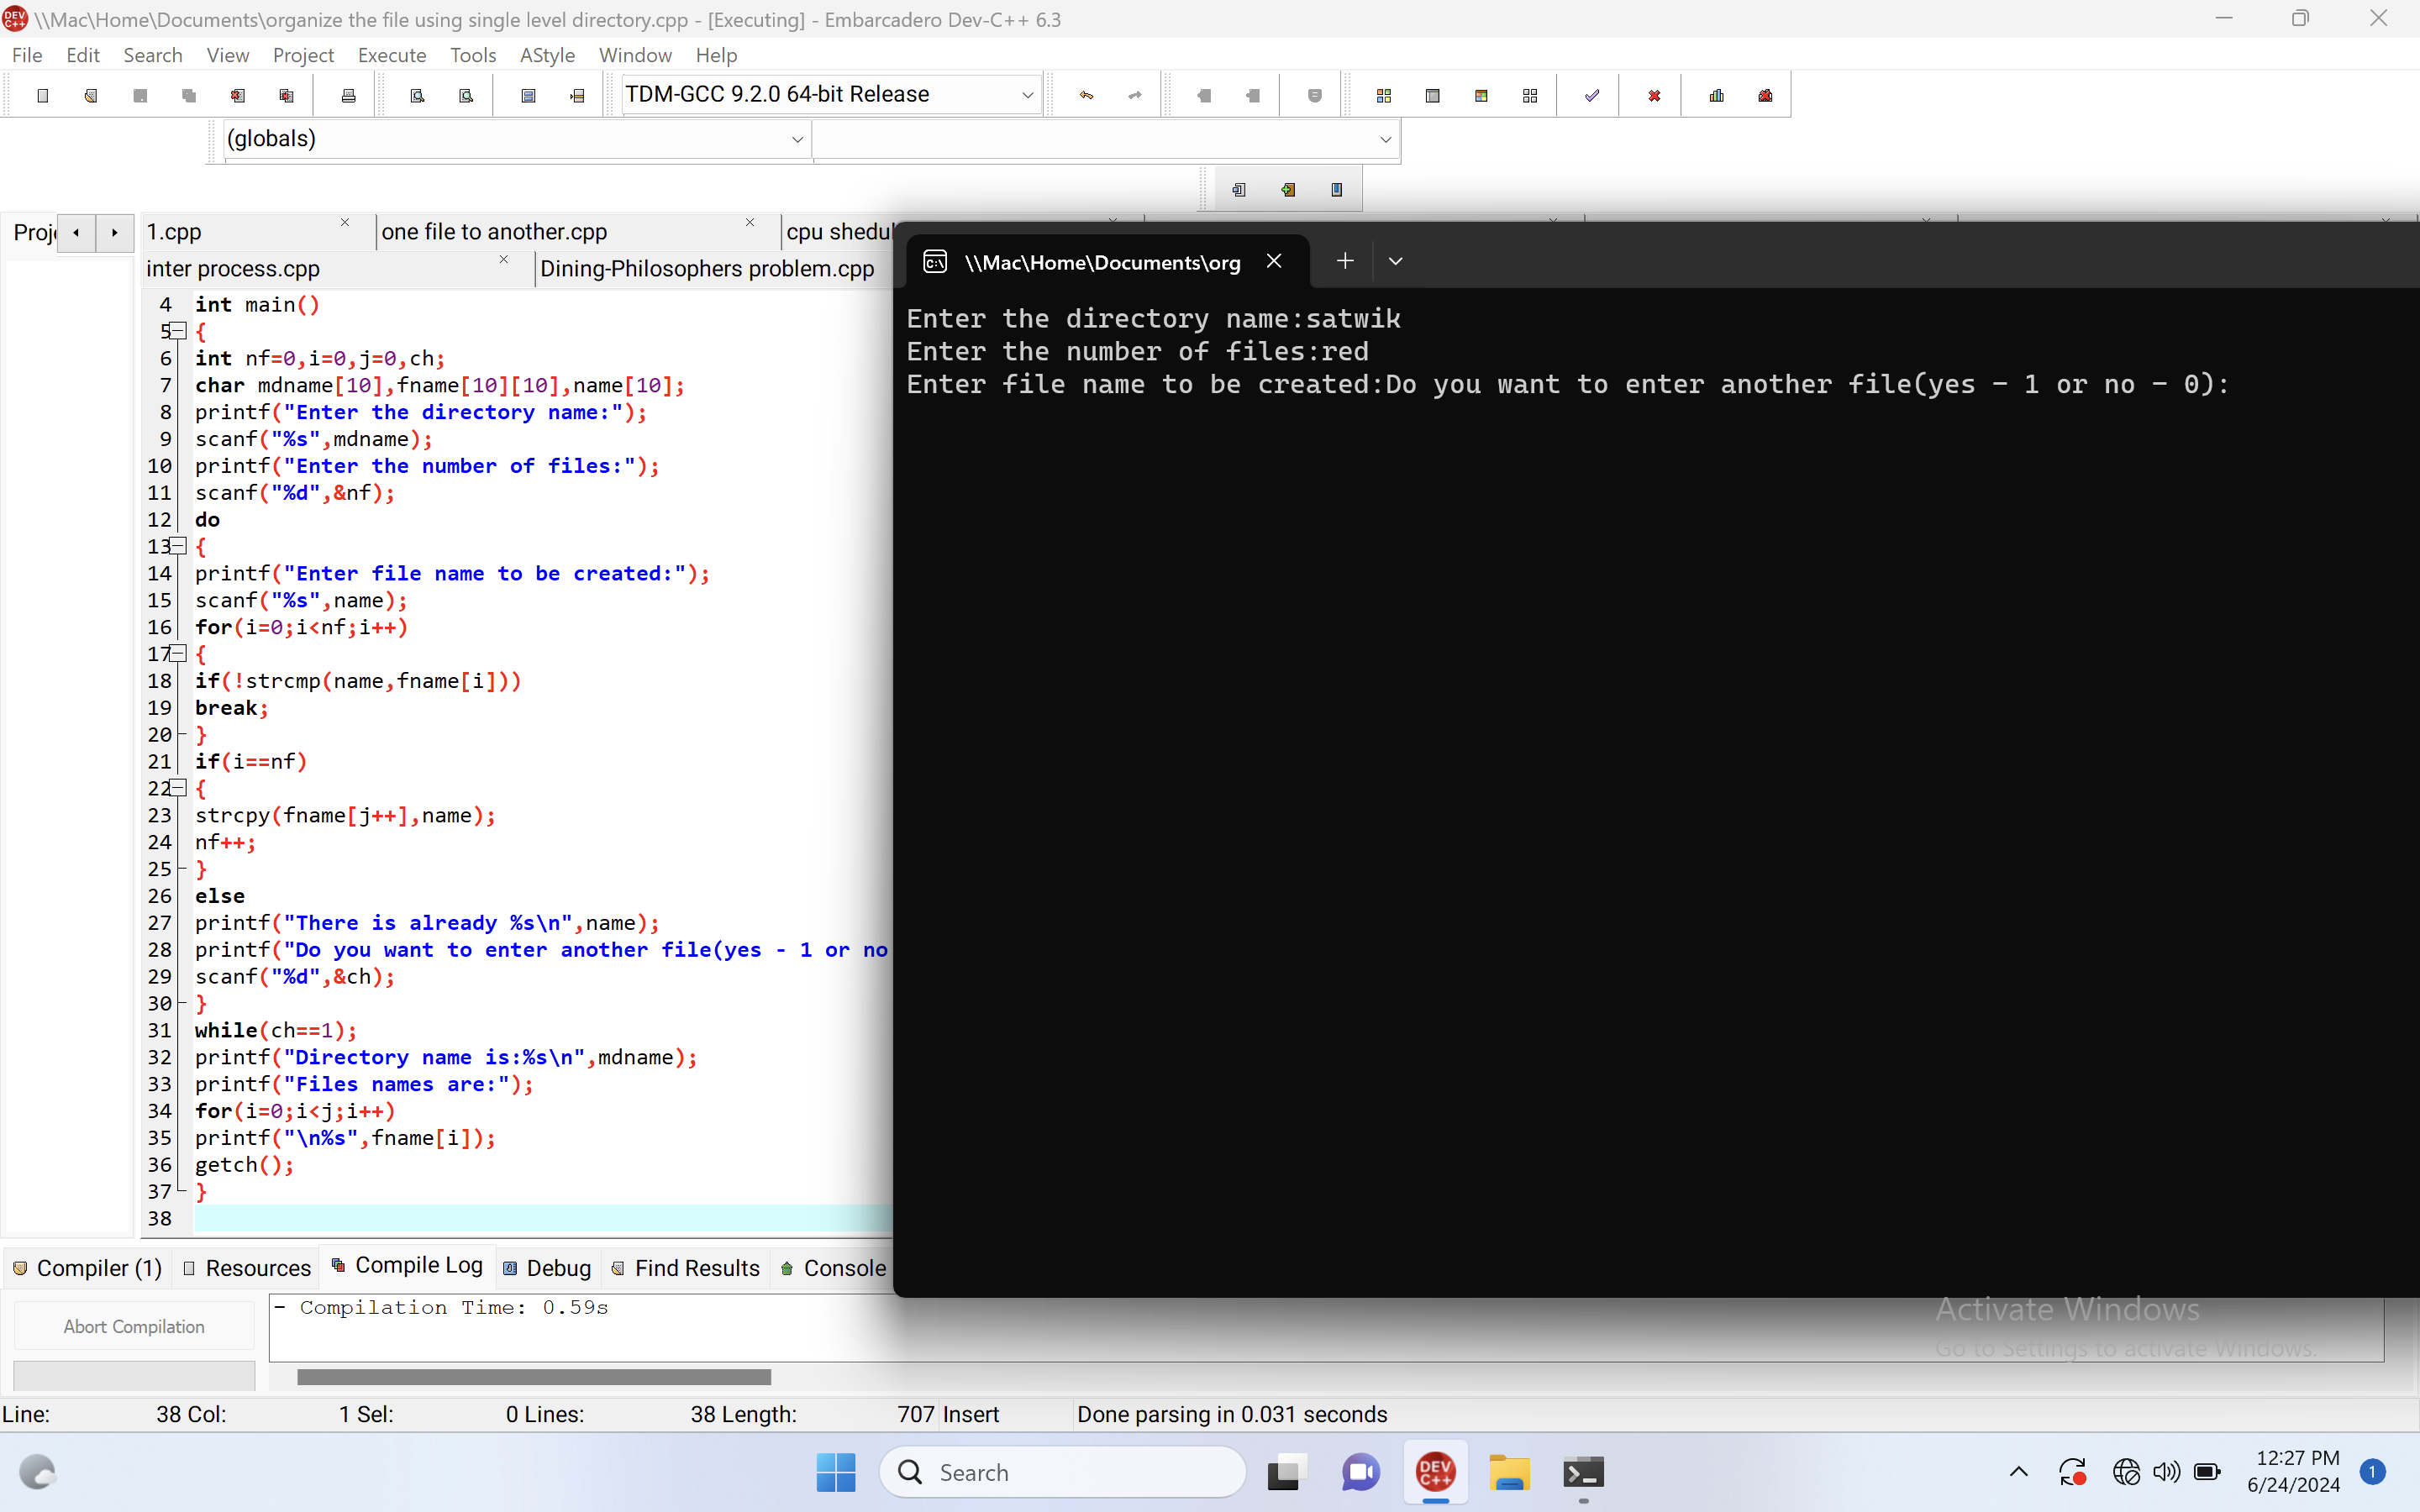 \\Mac\Home\Documents\organize the file using single level directory.cpp - [Executing] - Embarcadero Dev-C++ 6.3
File Edit Search View Project Execute Tools AStyle Window Help
TDM-GCC 9.2.0 64-bit Release
(globals)
Proj 1.cpp one file to another.cpp cpu shedul
inter process.cpp Dining-Philosophers problem.cpp
\\Mac\Home\Documents\org
Enter the directory name:satwik
Enter the number of files:red
Enter file name to be created:Do you want to enter another file(yes - 1 or no - 0):
4 int main()
5 {
6 int nf=0,i=0,j=0,ch;
7 char mdname[10],fname[10][10],name[10];
8 printf("Enter the directory name:");
9 scanf("%s",mdname);
10 printf("Enter the number of files:");
11 scanf("%d",&nf);
12 do
13 {
14 printf("Enter file name to be created:");
15 scanf("%s",name);
16 for(i=0;i<nf;i++)
17 {
18 if(!strcmp(name,fname[i]))
19 break;
20 }
21 if(i==nf)
22 {
23 strcpy(fname[j++],name);
24 nf++;
25 }
26 else
27 printf("There is already %s\n",name);
28 printf("Do you want to enter another file(yes - 1 or no
29 scanf("%d",&ch);
30 }
31 while(ch==1);
32 printf("Directory name is:%s\n",mdname);
33 printf("Files names are:");
34 for(i=0;i<j;i++)
35 printf("\n%s",fname[i]);
36 getch();
37 }
38
Compiler (1) Resources Compile Log Debug Find Results Console
Abort Compilation
- Compilation Time: 0.59s
Activate Windows
Go to Settings to activate Windows.
Line: 38 Col: 1 Sel: 0 Lines: 38 Length: 707 Insert Done parsing in 0.031 seconds
DEV C++
Search
12:27 PM
6/24/2024
1